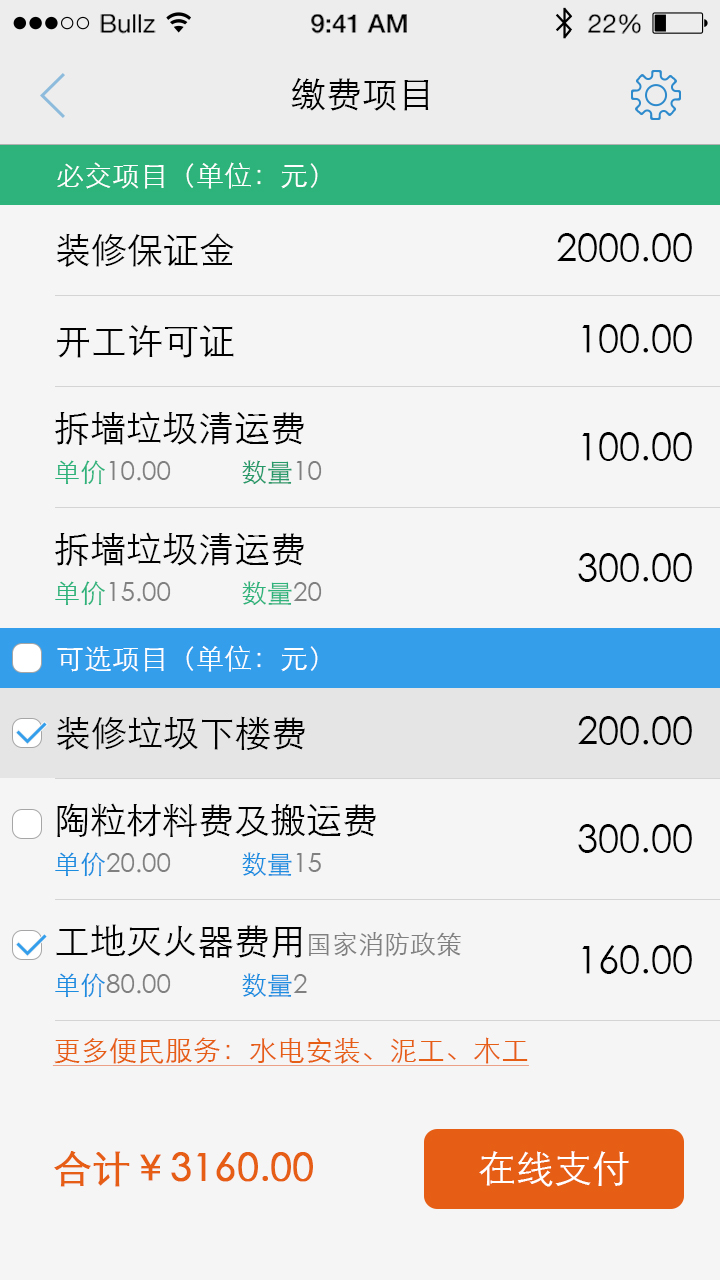 Bullz 9:41 AM 22%
缴费项目
必交项目（单位：元）
装修保证金 2000.00
开工许可证 100.00
拆墙垃圾清运费 100.00
单价10.00 数量10
拆墙垃圾清运费 300.00
单价15.00 数量20
可选项目（单位：元）
装修垃圾下楼费 200.00
陶粒材料费及搬运费 300.00
单价20.00 数量15
工地灭火器费用国家消防政策 160.00
单价80.00 数量2
更多便民服务：水电安装、泥工、木工
合计￥3160.00 在线支付